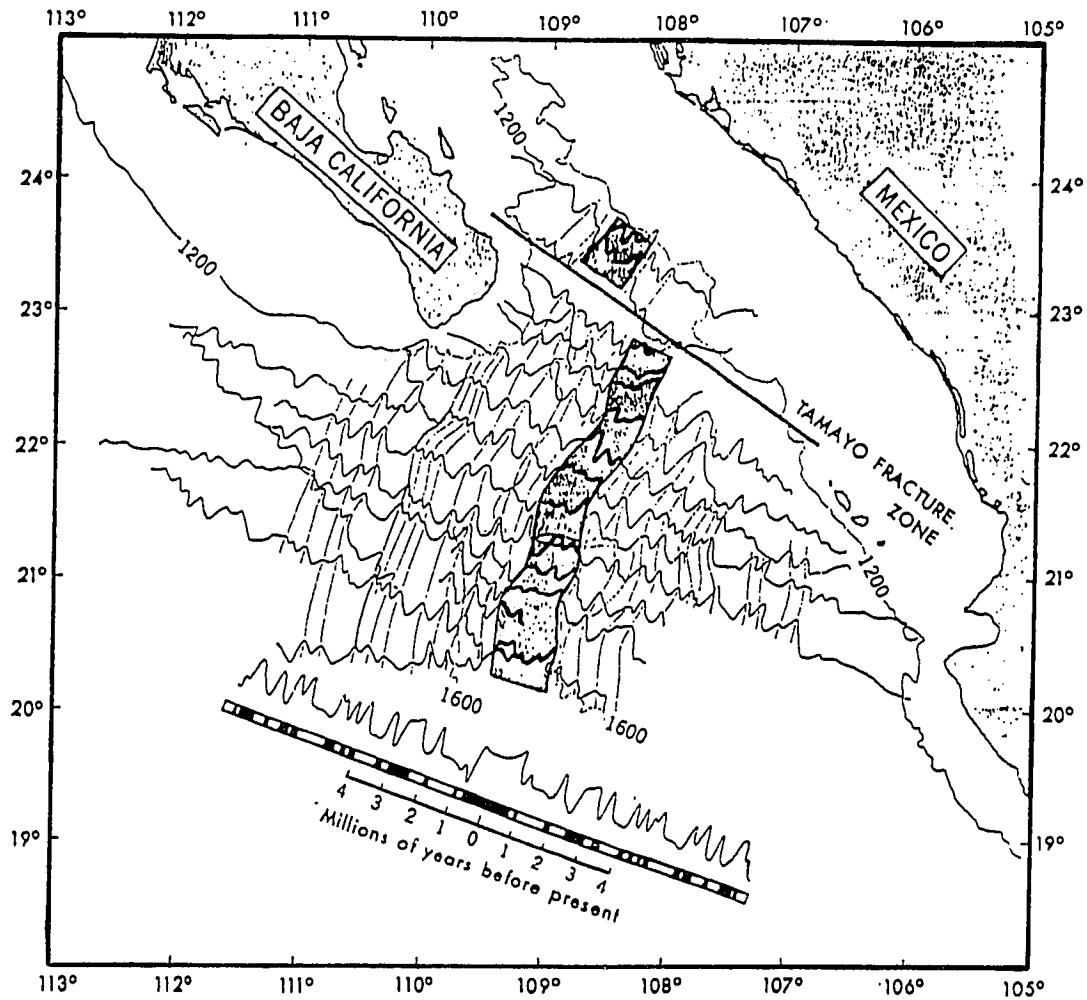 113° 112° 111° 110° 109° 108° 107° 106° 105°
BAJA CALIFORNIA
MEXICO
1200
1200
24° 24°
23° 23°
22° 22°
21° 21°
20° 20°
19° 19°
TAMAYO FRACTURE
ZONE
1200
1600
1600
4 3 2 1 0 1 2 3 4
Millions of years before present
113° 112° 111° 110° 109° 108° 107° 106° 105°